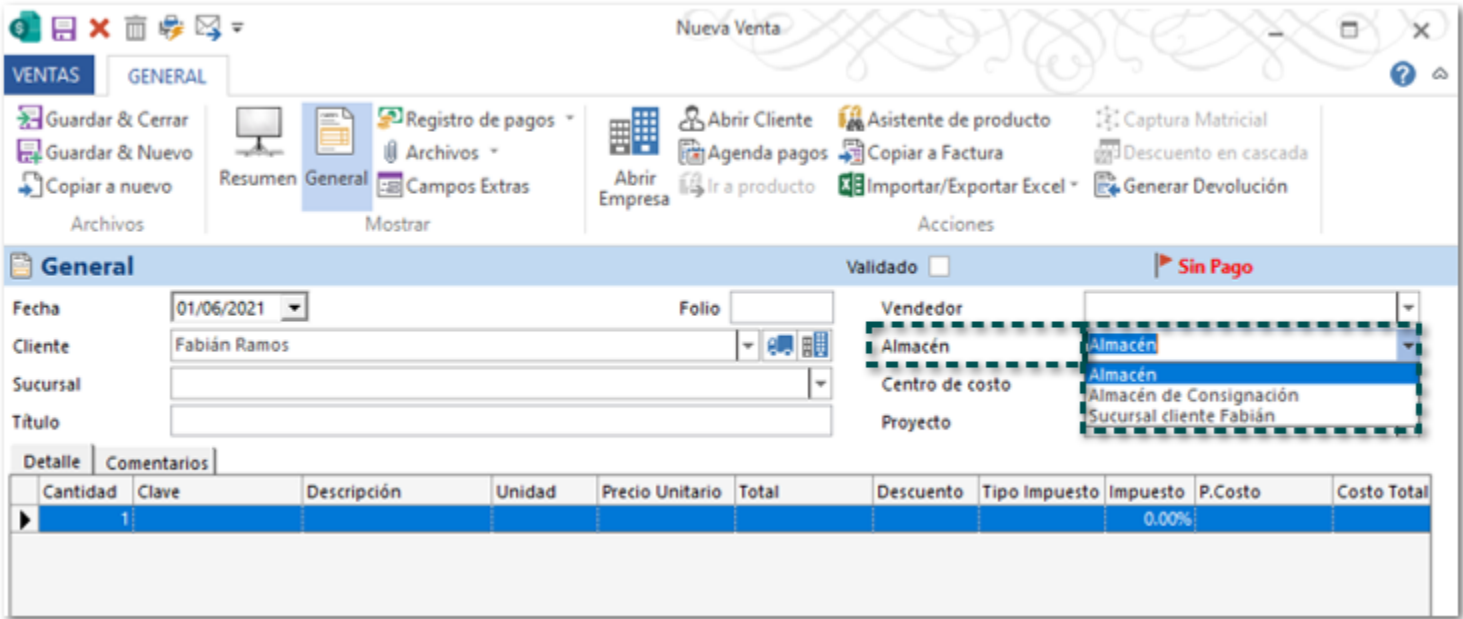 Nueva Venta
VENTAS GENERAL
Guardar & Cerrar
Guardar & Nuevo
Copiar a nuevo
Archivos
Resumen
General
Registro de pagos
Archivos
Campos Extras
Mostrar
Abrir
Empresa
Abrir Cliente
Agenda pagos
Ir a producto
Asistente de producto
Copiar a Factura
Importar/Exportar Excel
Captura Matricial
Descuento en cascada
Generar Devolución
Acciones
General Validado Sin Pago
Fecha 01/06/2021 Folio Vendedor
Cliente Fabián Ramos Almacén Almacén
Sucursal Centro de costo
Título Proyecto
Almacén
Almacén de Consignación
Sucursal cliente Fabián
Detalle Comentarios
Cantidad Clave Descripción Unidad Precio Unitario Total Descuento Tipo Impuesto Impuesto P.Costo Costo Total
1 0.00%